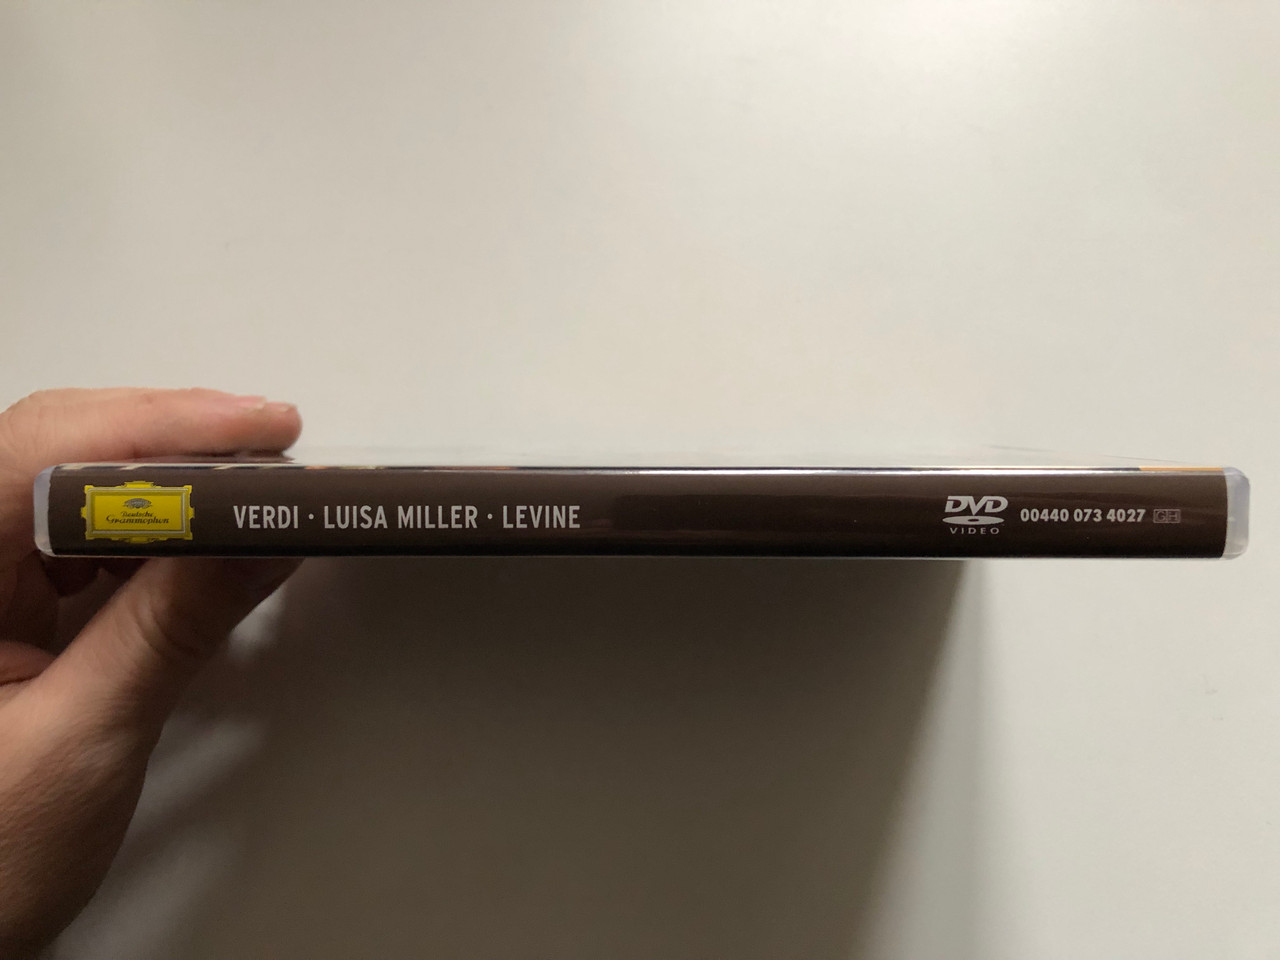 Deutsche
Grammophon
VERDI · LUISA MILLER · LEVINE
DVD
VIDEO
00440 073 4027 GH